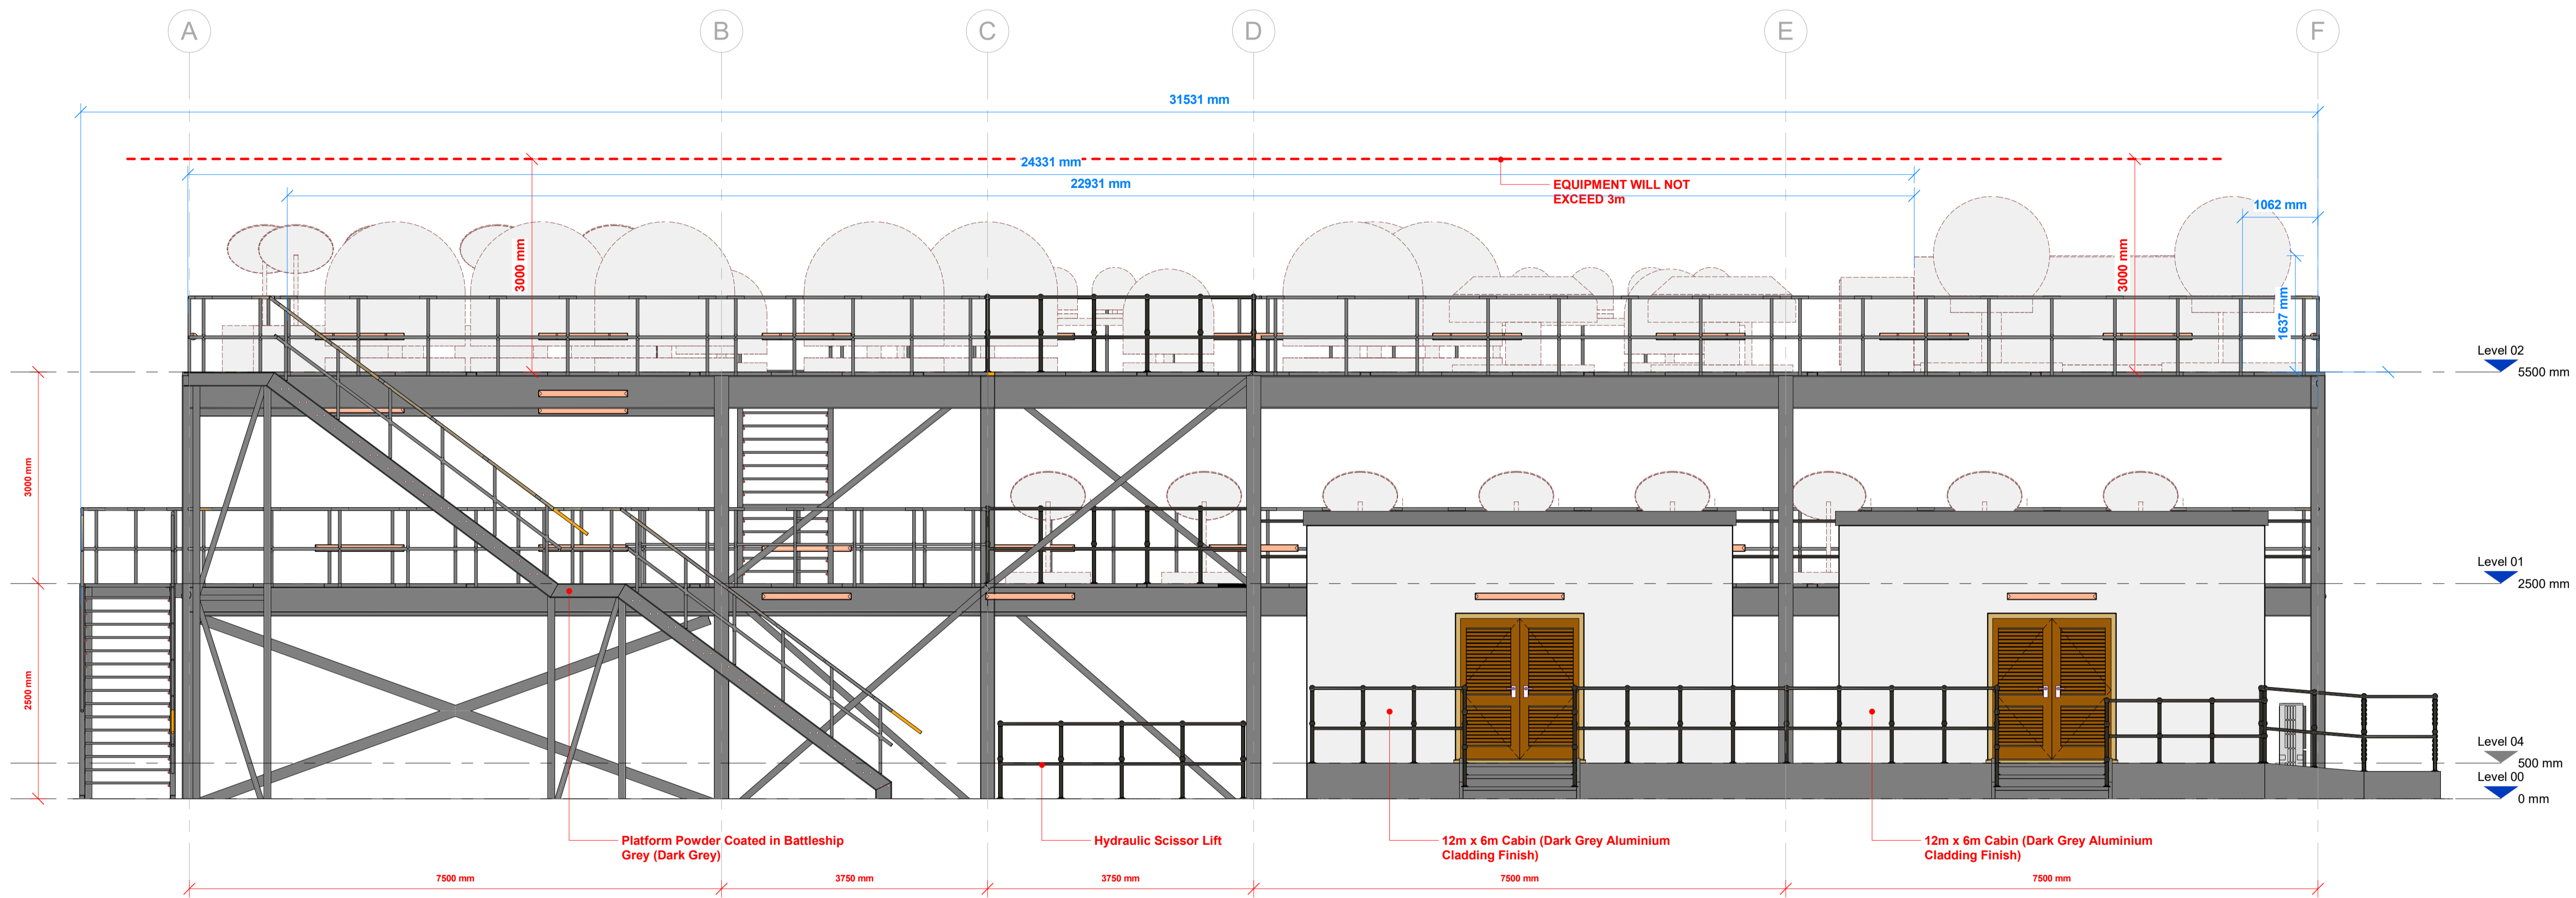 A
B
C
D
E
F
31531 mm
24331 mm
22931 mm
EQUIPMENT WILL NOT
EXCEED 3m
1062 mm
3000 mm
3000 mm
1637 mm
Level 02
5500 mm
3000 mm
Level 01
2500 mm
2500 mm
Level 04
500 mm
Level 00
0 mm
Platform Powder Coated in Battleship
Grey (Dark Grey)
Hydraulic Scissor Lift
12m x 6m Cabin (Dark Grey Aluminium
Cladding Finish)
12m x 6m Cabin (Dark Grey Aluminium
Cladding Finish)
7500 mm
3750 mm
3750 mm
7500 mm
7500 mm